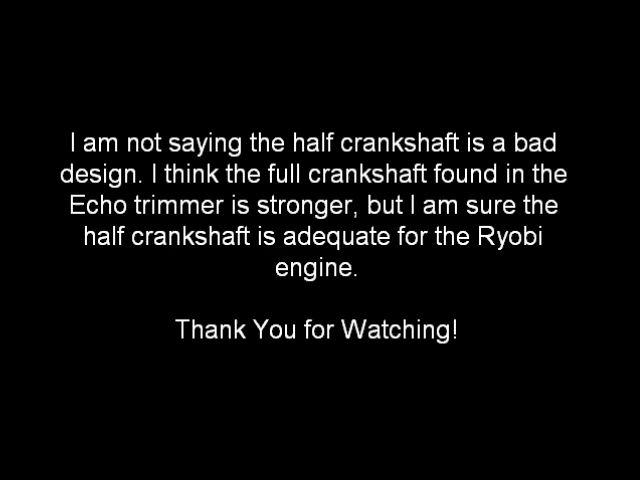 I am not saying the half crankshaft is a bad
design. I think the full crankshaft found in the
Echo trimmer is stronger, but I am sure the
half crankshaft is adequate for the Ryobi
engine.
Thank You for Watching!